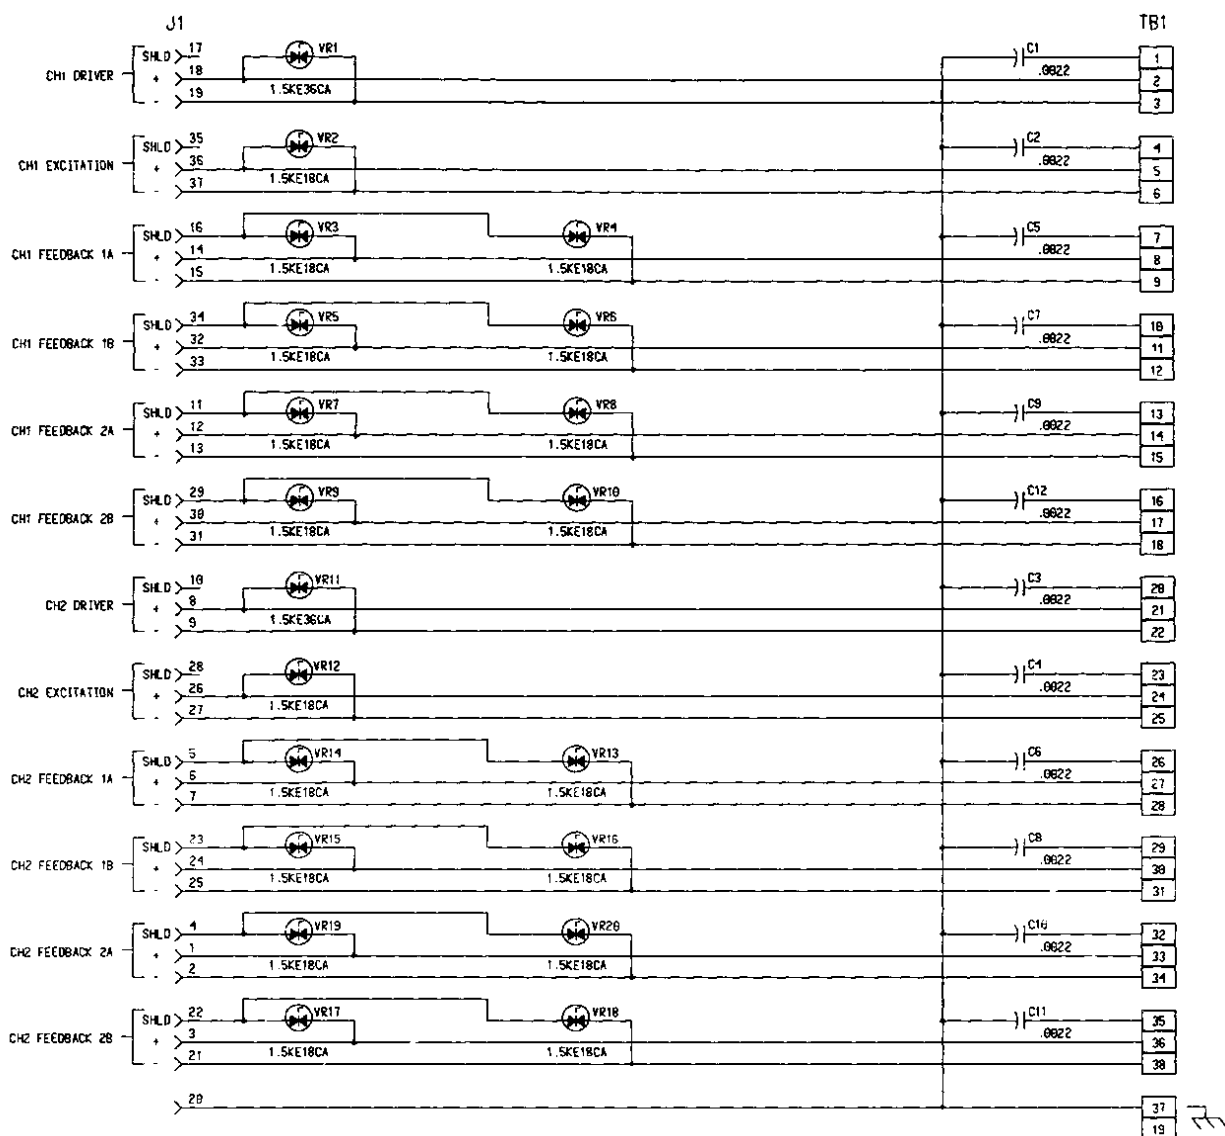 J1 TB1
SHLD 17 VR1 C1 1
CH1 DRIVER + 18 1.5KE36CA .0022 2
- 19 3
SHLD 35 VR2 C2 4
CH1 EXCITATION + 36 1.5KE18CA .0022 5
- 37 6
SHLD 16 VR3 VR4 C5 7
CH1 FEEDBACK 1A + 14 1.5KE18CA 1.5KE18CA .0022 8
- 15 9
SHLD 34 VR5 VR6 C7 10
CH1 FEEDBACK 1B + 32 1.5KE18CA 1.5KE18CA .0022 11
- 33 12
SHLD 11 VR7 VR8 C9 13
CH1 FEEDBACK 2A + 12 1.5KE18CA 1.5KE18CA .0022 14
- 13 15
SHLD 29 VR9 VR10 C12 16
CH1 FEEDBACK 2B + 30 1.5KE18CA 1.5KE18CA .0022 17
- 31 18
SHLD 10 VR11 C3 20
CH2 DRIVER + 8 1.5KE36CA .0022 21
- 9 22
SHLD 28 VR12 C4 23
CH2 EXCITATION + 26 1.5KE18CA .0022 24
- 27 25
SHLD 5 VR14 VR13 C6 26
CH2 FEEDBACK 1A + 6 1.5KE18CA 1.5KE18CA .0022 27
- 7 28
SHLD 23 VR15 VR16 C8 29
CH2 FEEDBACK 1B + 24 1.5KE18CA 1.5KE18CA .0022 30
- 25 31
SHLD 4 VR19 VR20 C10 32
CH2 FEEDBACK 2A + 1 1.5KE18CA 1.5KE18CA .0022 33
- 2 34
SHLD 22 VR17 VR18 C11 35
CH2 FEEDBACK 2B + 3 1.5KE18CA 1.5KE18CA .0022 36
- 21 38
20 37
19